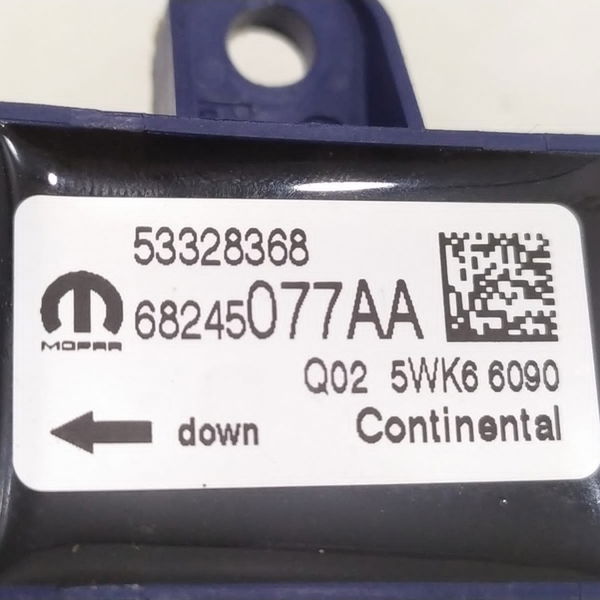 53328368
MOPAR
68245077AA
Q02 5WK6 6090
down
Continental